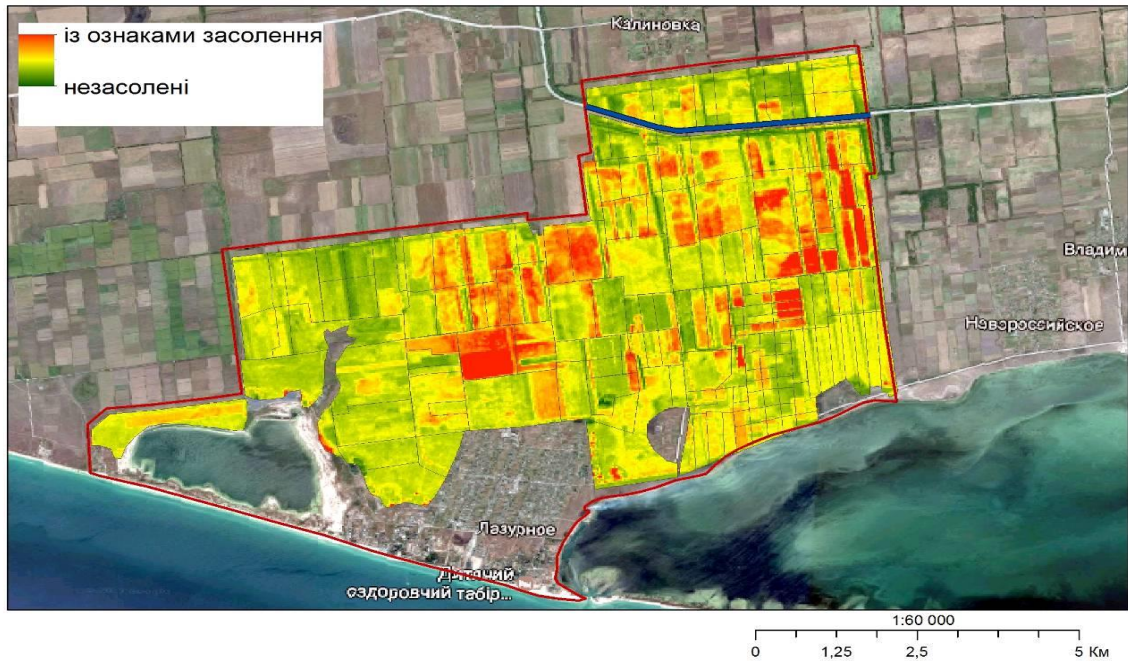 із ознаками засолення
незасолені
Калиновка
Владим
Новороссийское
Лазурное
Дитячий
оздоровчий табір...
1:60 000
0 1,25 2,5 5 Км